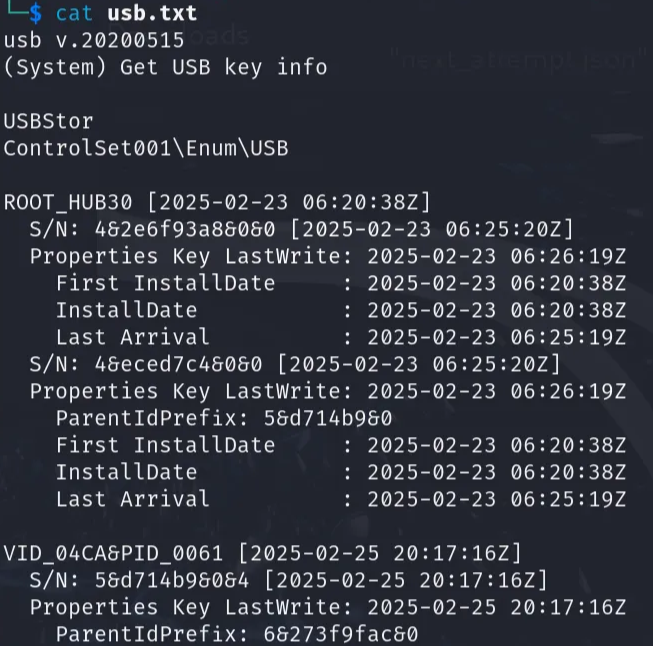 └─$ cat usb.txt
usb v.20200515
(System) Get USB key info
"next_attempt.json"
USBStor
ControlSet001\Enum\USB
ROOT_HUB30 [2025-02-23 06:20:38Z]
S/N: 4&2e6f93a8&0&0 [2025-02-23 06:25:20Z]
Properties Key LastWrite: 2025-02-23 06:26:19Z
First InstallDate : 2025-02-23 06:20:38Z
InstallDate : 2025-02-23 06:20:38Z
Last Arrival : 2025-02-23 06:25:19Z
S/N: 4&eced7c4&0&0 [2025-02-23 06:25:20Z]
Properties Key LastWrite: 2025-02-23 06:26:19Z
ParentIdPrefix: 5&d714b9&0
First InstallDate : 2025-02-23 06:20:38Z
InstallDate : 2025-02-23 06:20:38Z
Last Arrival : 2025-02-23 06:25:19Z
VID_04CA&PID_0061 [2025-02-25 20:17:16Z]
S/N: 5&d714b9&0&4 [2025-02-25 20:17:16Z]
Properties Key LastWrite: 2025-02-25 20:17:16Z
ParentIdPrefix: 6&273f9fac&0